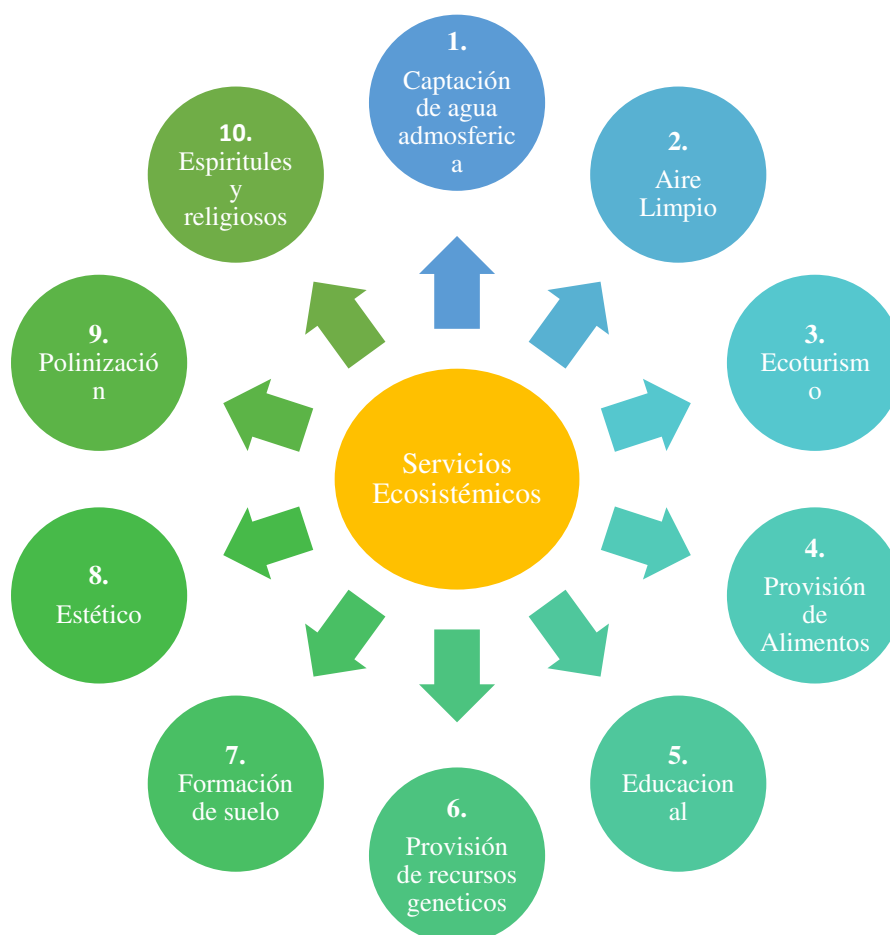 1.
Captación
de agua
admosferic
a
2.
Aire
Limpio
3.
Ecoturism
o
4.
Provisión
de
Alimentos
5.
Educacion
al
6.
Provisión
de recursos
geneticos
7.
Formación
de suelo
8.
Estético
9.
Polinizació
n
10.
Espiritules
y
religiosos
Servicios
Ecosistémicos